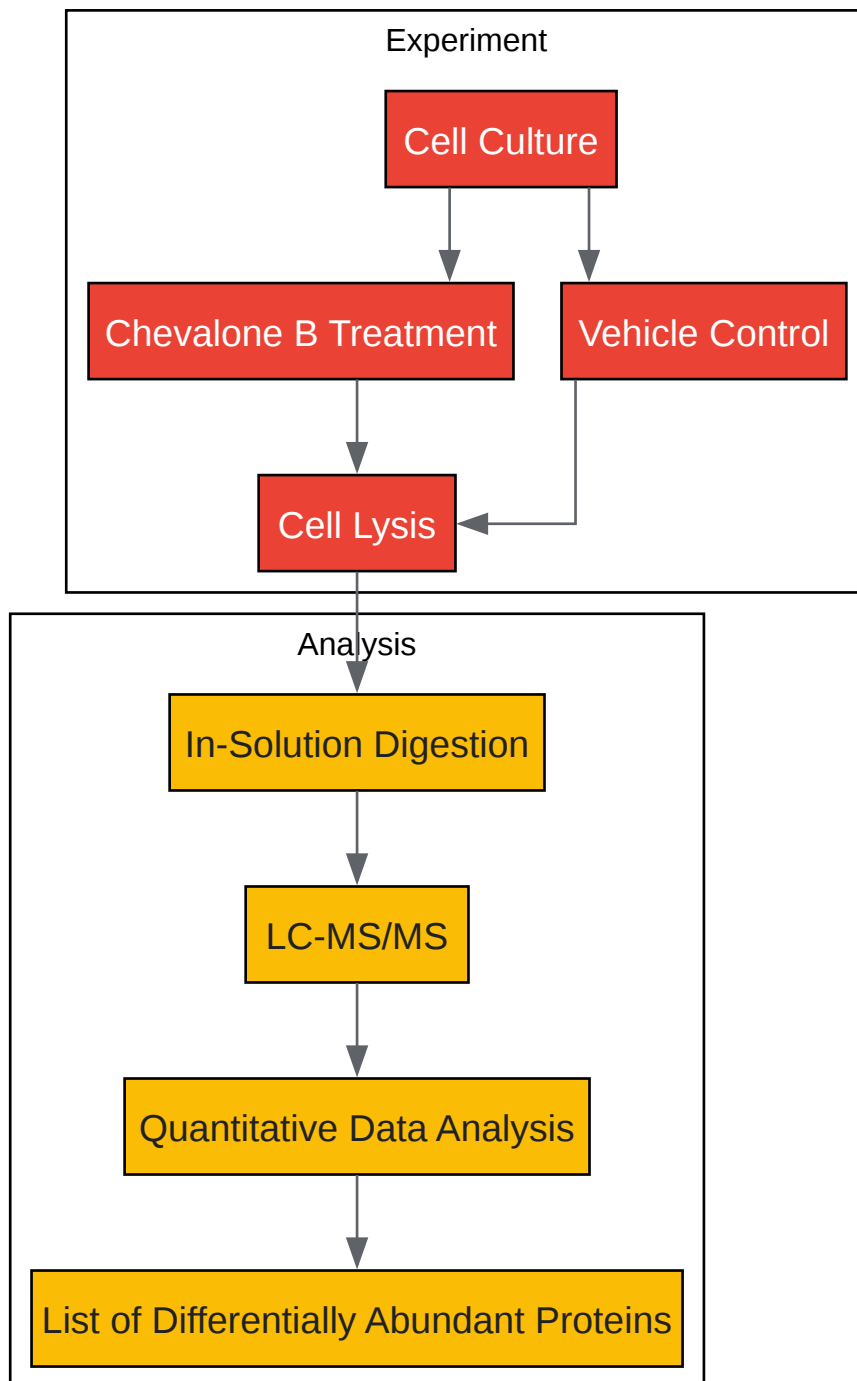 Experiment
Cell Culture
Chevalone B Treatment
Vehicle Control
Cell Lysis
Analysis
In-Solution Digestion
LC-MS/MS
Quantitative Data Analysis
List of Differentially Abundant Proteins